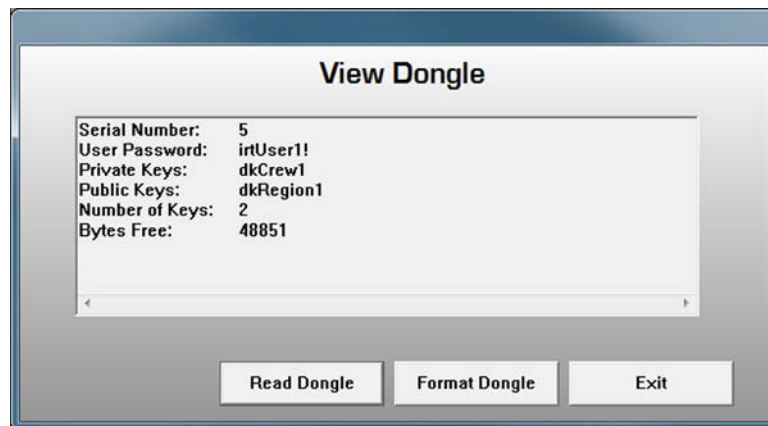 View Dongle
Serial Number: 5
User Password: irtUser1!
Private Keys: dkCrew1
Public Keys: dkRegion1
Number of Keys: 2
Bytes Free: 48851
Read Dongle
Format Dongle
Exit